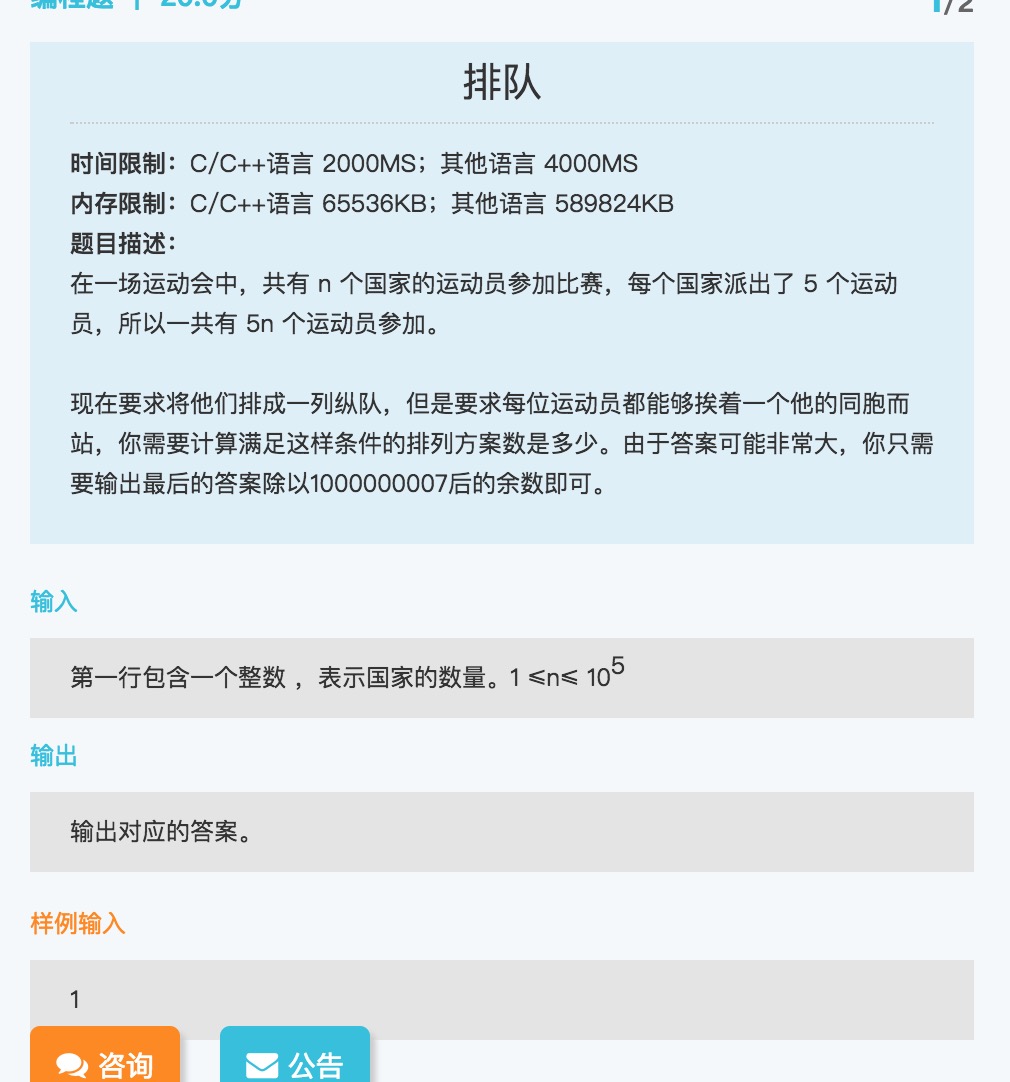 编程题 | 20.0分
1/2
排队
时间限制：C/C++语言 2000MS；其他语言 4000MS
内存限制：C/C++语言 65536KB；其他语言 589824KB
题目描述：
在一场运动会中，共有 n 个国家的运动员参加比赛，每个国家派出了 5 个运动
员，所以一共有 5n 个运动员参加。
现在要求将他们排成一列纵队，但是要求每位运动员都能够挨着一个他的同胞而
站，你需要计算满足这样条件的排列方案数是多少。由于答案可能非常大，你只需
要输出最后的答案除以1000000007后的余数即可。
输入
第一行包含一个整数 ，表示国家的数量。1 ≤n≤ 10^5
输出
输出对应的答案。
样例输入
1
咨询
公告